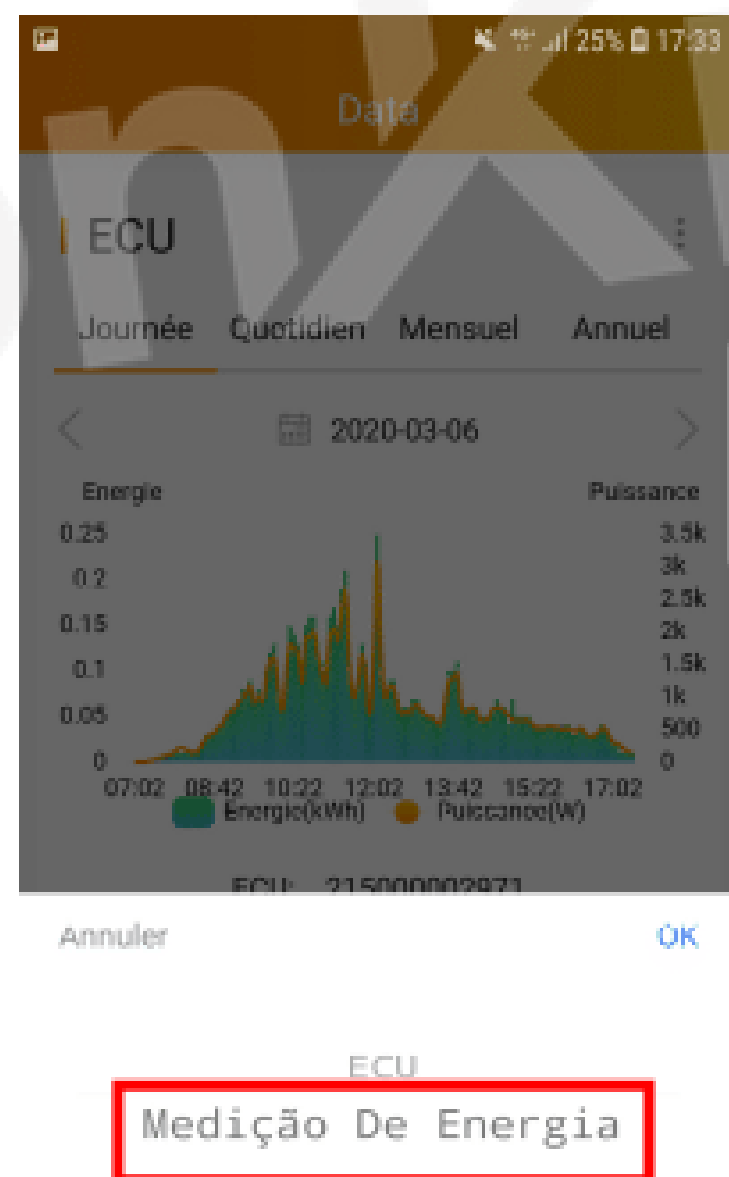 25% 17:33
Data
ECU
Journée Quotidien Mensuel Annuel
2020-03-06
Energie Puissance
0.25 3.5k
0.2 3k
2.5k
0.15 2k
0.1 1.5k
1k
0.05 500
0 0
07:02 08:42 10:22 12:02 13:42 15:22 17:02
Energie(kWh) Puissance(W)
ECU: 215000002971
Annuler OK
ECU
Medição De Energia